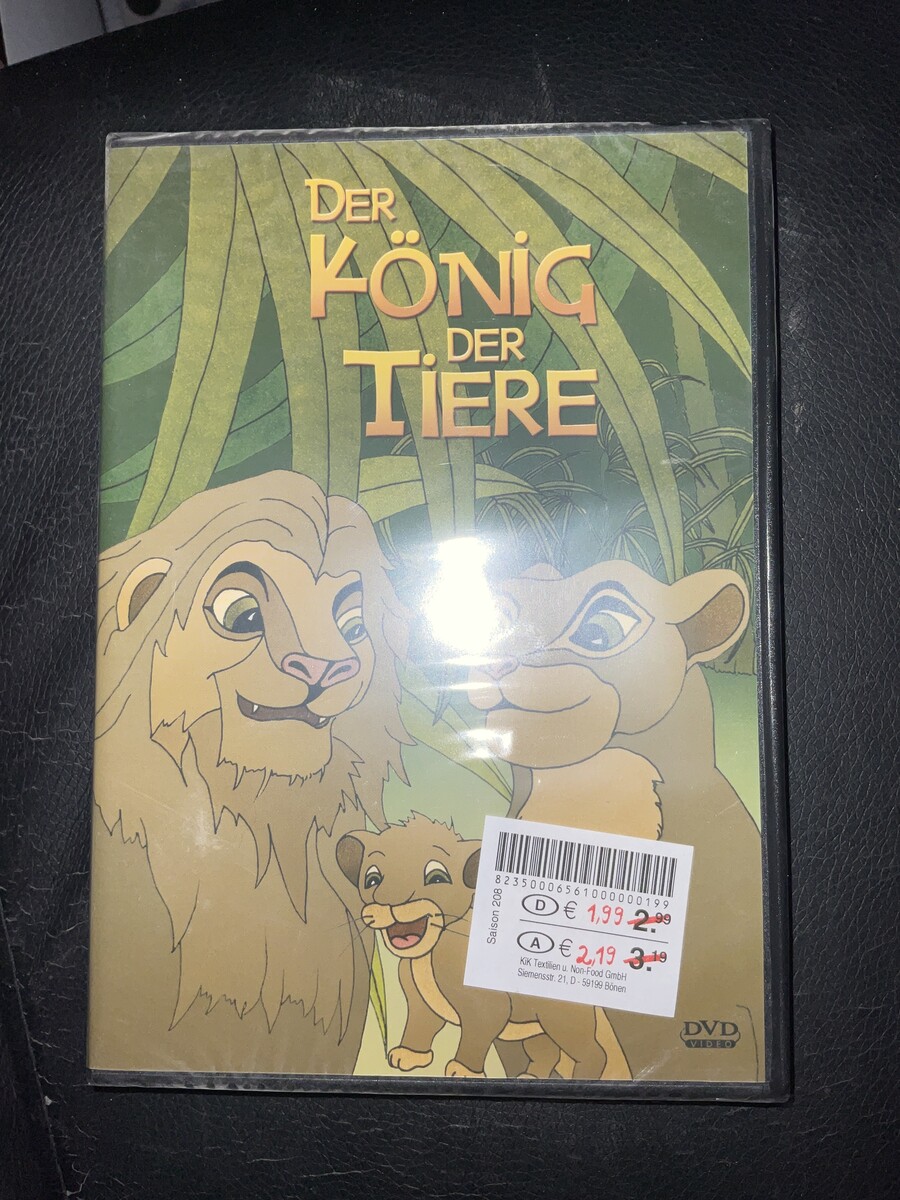 DER
KÖNIG
DER
TIERE
8235000656100000199
Saison 208
D € 1,99 2.99
A € 2,19 3.19
KiK Textilien u. Non-Food GmbH
Siemensstr. 21, D - 59199 Bönen
DVD
VIDEO